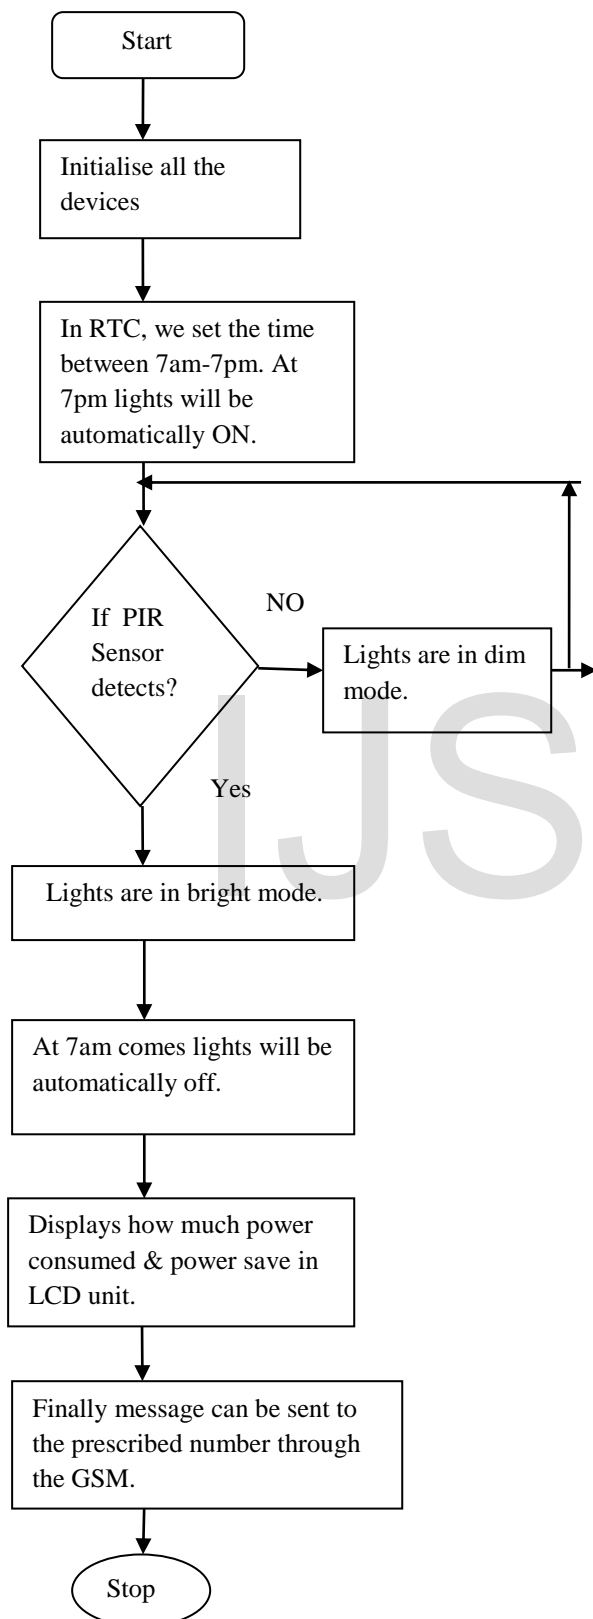 Start
Initialise all the
devices
In RTC, we set the time
between 7am-7pm. At
7pm lights will be
automatically ON.
If PIR
Sensor
detects?
NO
Lights are in dim
mode.
Yes
Lights are in bright mode.
At 7am comes lights will be
automatically off.
Displays how much power
consumed & power save in
LCD unit.
Finally message can be sent to
the prescribed number through
the GSM.
Stop
IJS